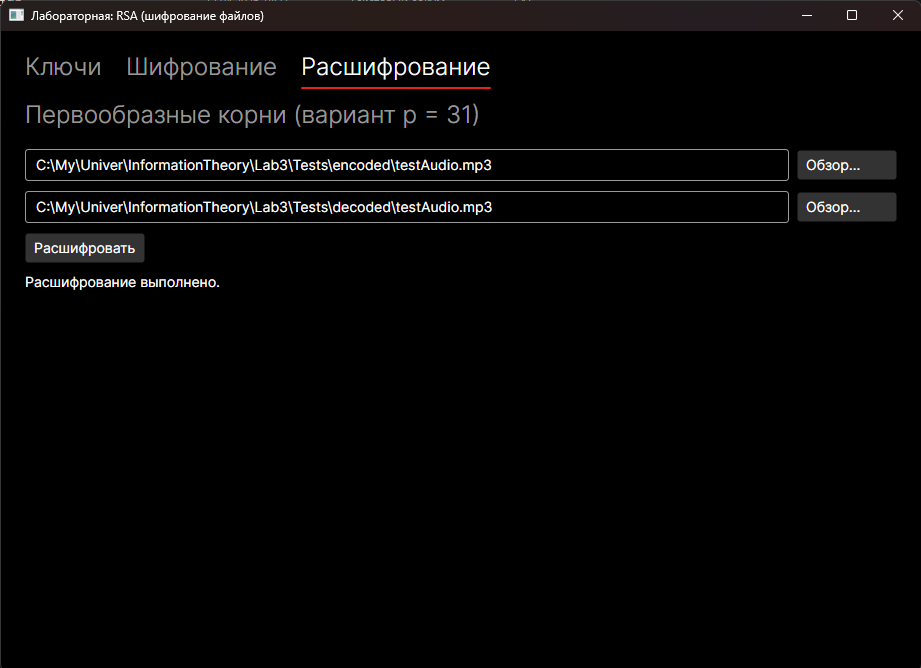 Лабораторная: RSA (шифрование файлов)
Ключи Шифрование Расшифрование
Первообразные корни (вариант p = 31)
C:\My\Univer\InformationTheory\Lab3\Tests\encoded\testAudio.mp3 Обзор...
C:\My\Univer\InformationTheory\Lab3\Tests\decoded\testAudio.mp3 Обзор...
Расшифровать
Расшифрование выполнено.